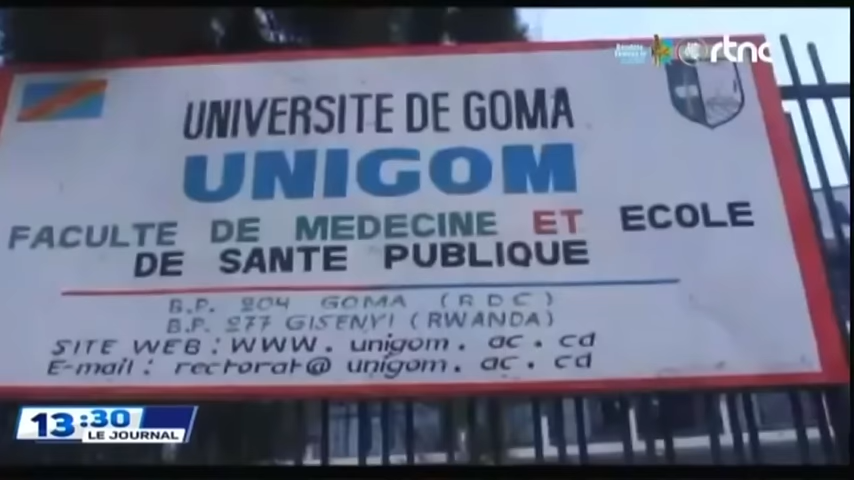 rtnc
UNIVERSITE DE GOMA
UNIGOM
FACULTE DE MEDECINE ET ECOLE
DE SANTE PUBLIQUE
B.P. 204 GOMA (RDC)
B.P. 277 GISENYI (RWANDA)
SITE WEB: WWW. unigom. ac. cd
E-mail: rectorat@ unigom. ac. cd
13:30
LE JOURNAL